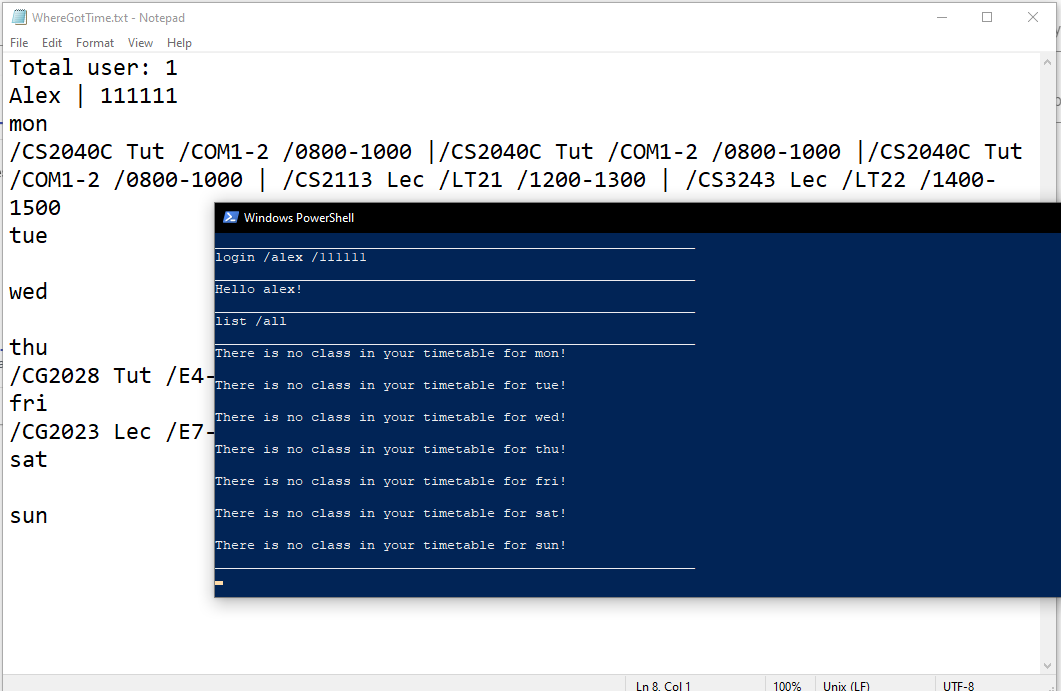 WhereGotTime.txt - Notepad
File Edit Format View Help
Total user: 1
Alex | 111111
mon
/CS2040C Tut /COM1-2 /0800-1000 |/CS2040C Tut /COM1-2 /0800-1000 |/CS2040C Tut
/COM1-2 /0800-1000 | /CS2113 Lec /LT21 /1200-1300 | /CS3243 Lec /LT22 /1400-
1500
tue
wed
thu
/CG2028 Tut /E4-
fri
/CG2023 Lec /E7-
sat
sun
Windows PowerShell
login /alex /111111
Hello alex!
list /all
There is no class in your timetable for mon!
There is no class in your timetable for tue!
There is no class in your timetable for wed!
There is no class in your timetable for thu!
There is no class in your timetable for fri!
There is no class in your timetable for sat!
There is no class in your timetable for sun!
Ln 8, Col 1 100% Unix (LF) UTF-8